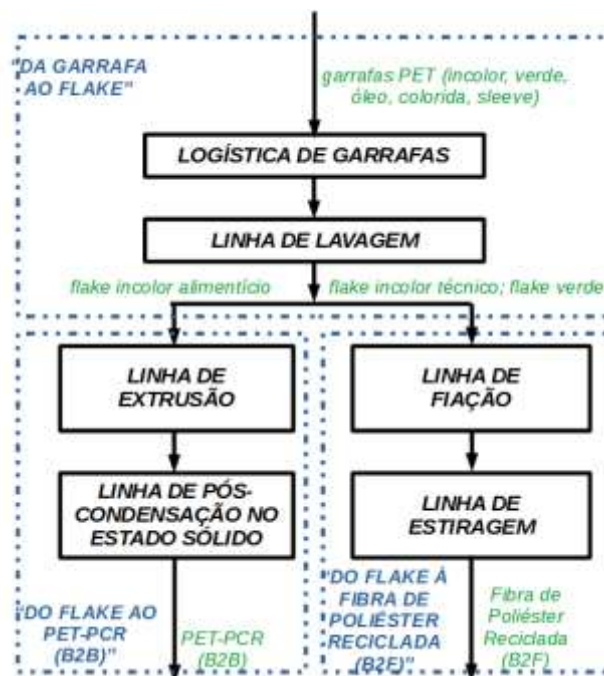 "DA GARRAFA
AO FLAKE"
garrafas PET (incolor, verde,
óleo, colorida, sleeve)
LOGÍSTICA DE GARRAFAS
LINHA DE LAVAGEM
flake incolor alimentício
flake incolor técnico; flake verde
LINHA DE
EXTRUSÃO
LINHA DE
FIAÇÃO
LINHA DE PÓS-
CONDENSAÇÃO NO
ESTADO SÓLIDO
LINHA DE
ESTIRAGEM
"DO FLAKE AO
PET-PCR
(B2B)"
PET-PCR
(B2B)
"DO FLAKE À
FIBRA DE
POLIÉSTER
RECICLADA
(B2F)"
Fibra de
Poliéster
Reciclada
(B2F)